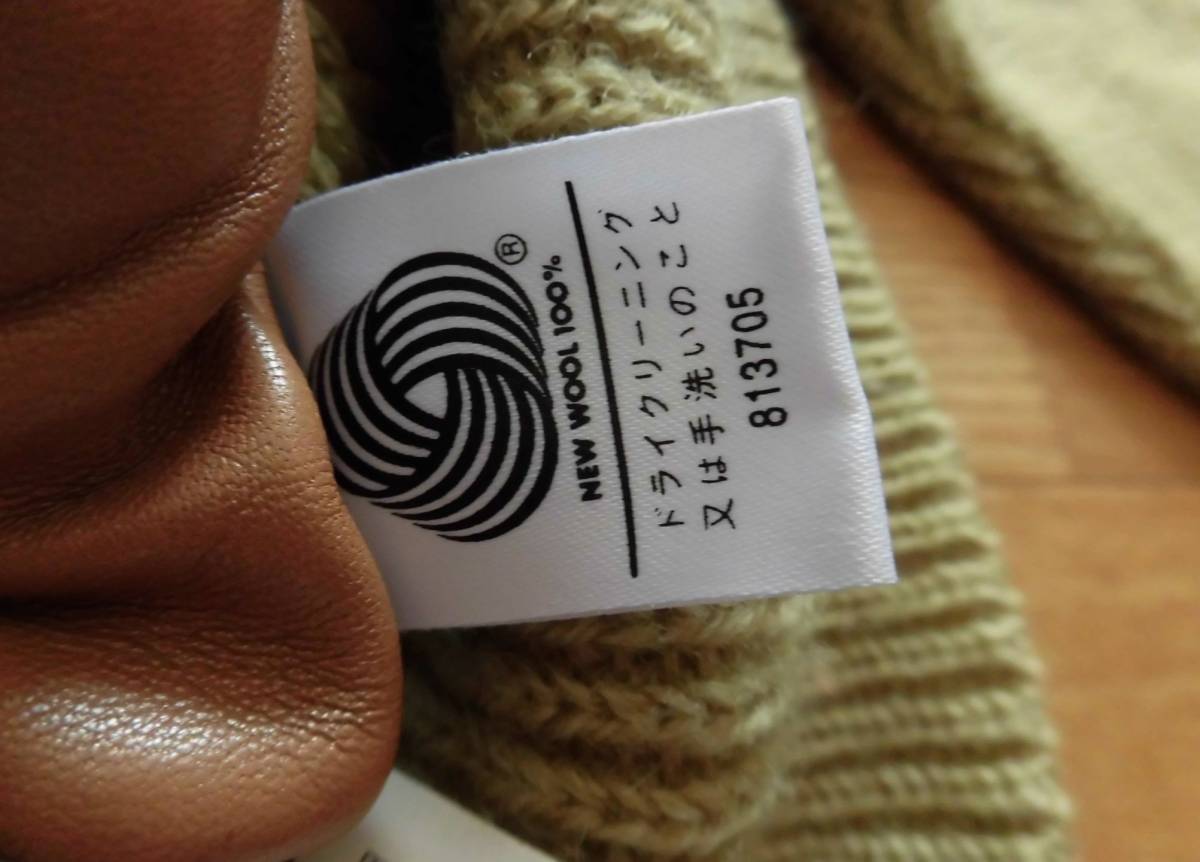 ®
NEW WOOL 100%
ドライクリーニング
又は手洗いのこと
813705